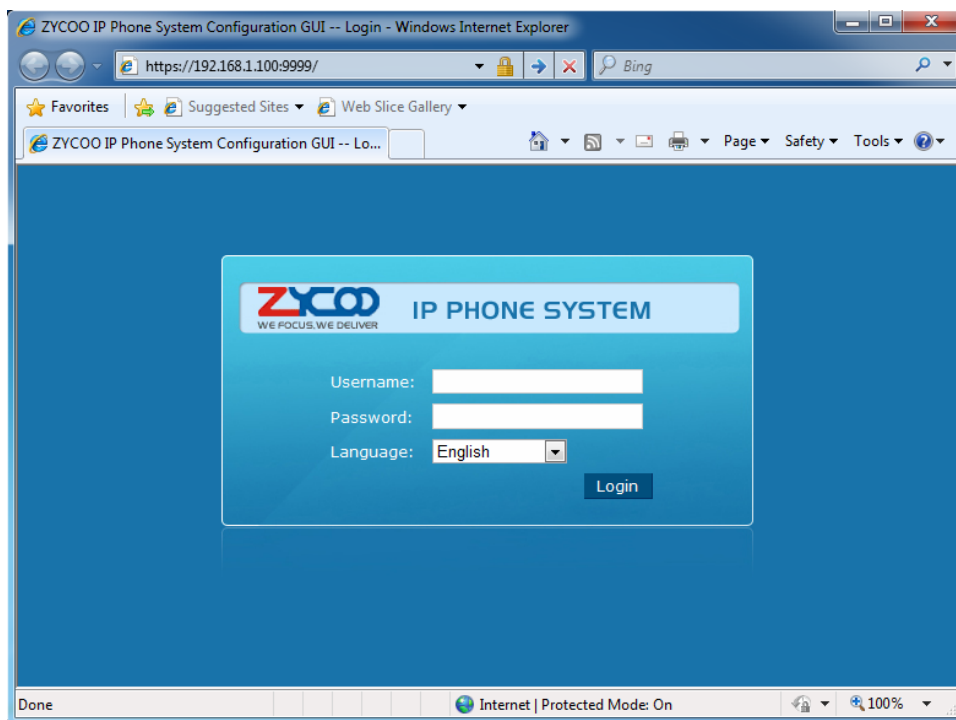 ZYCOO IP Phone System Configuration GUI -- Login - Windows Internet Explorer
https://192.168.1.100:9999/
Bing
Favorites Suggested Sites Web Slice Gallery
ZYCOO IP Phone System Configuration GUI -- Lo...
Page Safety Tools
ZYCOO
WE FOCUS.WE DELIVER
IP PHONE SYSTEM
Username:
Password:
Language: English
Login
Done Internet | Protected Mode: On 100%